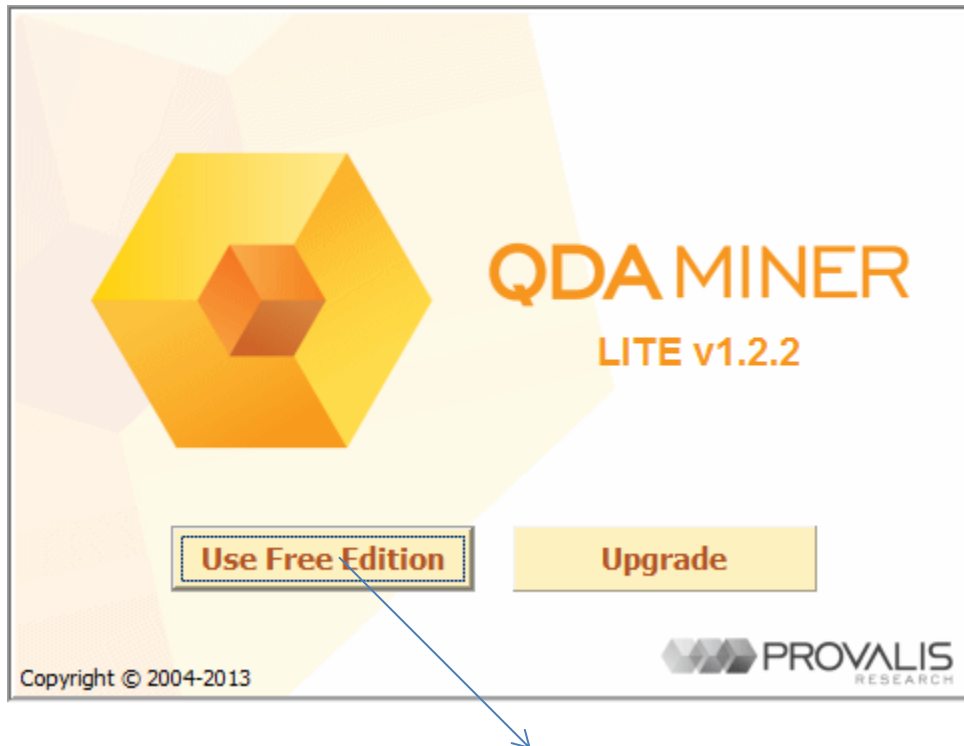 QDA MINER
LITE v1.2.2
Use Free Edition
Upgrade
PROVALIS
RESEARCH
Copyright © 2004-2013